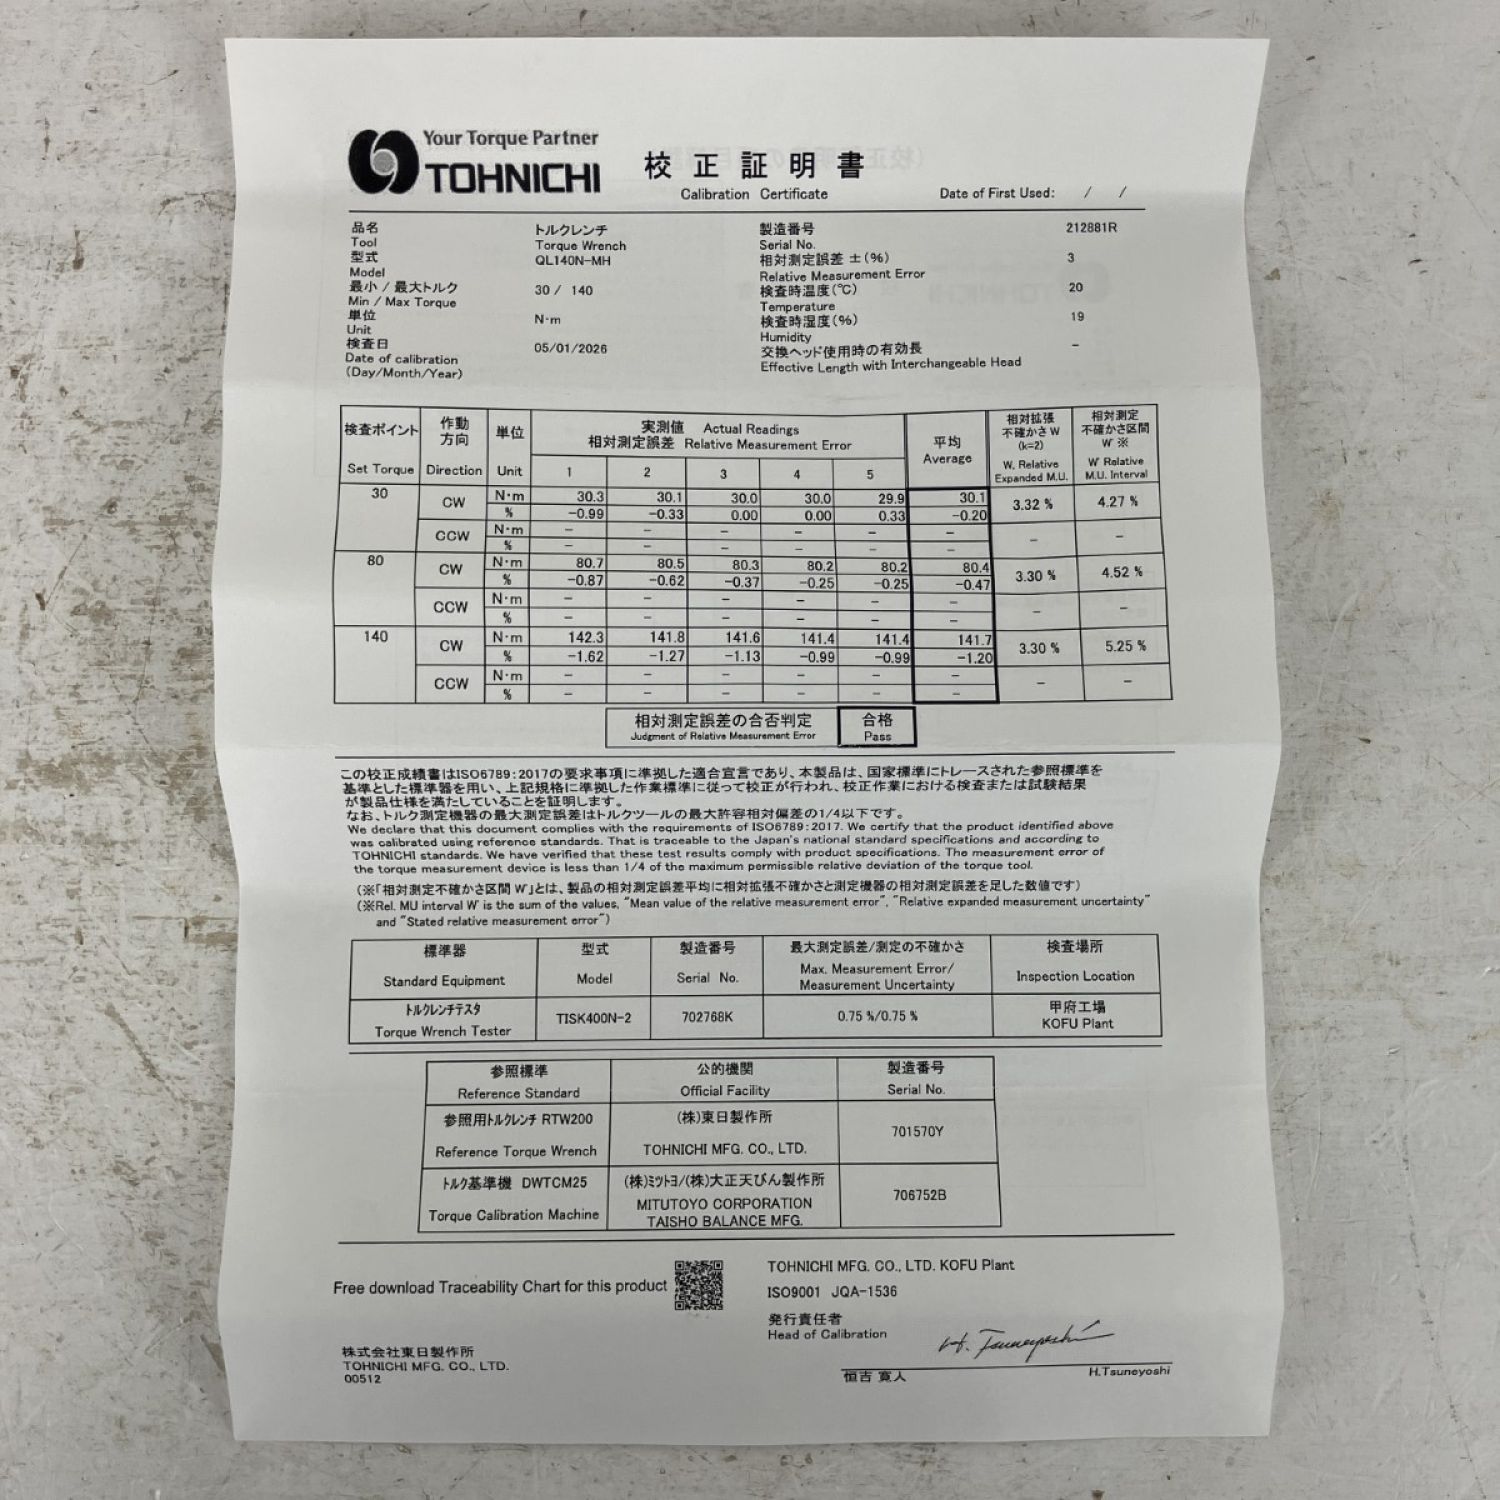 Your Torque Partner
TOHNICHI
校正証明書
Calibration Certificate
Date of First Used: / /
品名 トルクレンチ
Tool Torque Wrench
型式 QL140N-MH
Model
最小 / 最大トルク 30 / 140
Min / Max Torque
単位 N·m
Unit
検査日 05/01/2026
Date of calibration
(Day/Month/Year)
製造番号 212881R
Serial No.
相対測定誤差 ±(%) 3
Relative Measurement Error
検査時温度(℃) 20
Temperature
検査時湿度(%) 19
Humidity
交換ヘッド使用時の有効長 -
Effective Length with Interchangeable Head
検査ポイント 作動方向 単位 実測値 Actual Readings 平均 相対拡張不確かさ W (k=2) 相対測定不確かさ区間 W' ※
相対測定誤差 Relative Measurement Error
Set Torque Direction Unit 1 2 3 4 5 Average W. Relative Expanded M.U. W' Relative M.U. Interval
30 CW N·m 30.3 30.1 30.0 30.0 29.9 30.1 3.32 % 4.27 %
% -0.99 -0.33 0.00 0.00 0.33 -0.20
CCW N·m - - - - - - - -
% - - - - - -
80 CW N·m 80.7 80.5 80.3 80.2 80.2 80.4 3.30 % 4.52 %
% -0.87 -0.62 -0.37 -0.25 -0.25 -0.47
CCW N·m - - - - - - - -
% - - - - - -
140 CW N·m 142.3 141.8 141.6 141.4 141.4 141.7 3.30 % 5.25 %
% -1.62 -1.27 -1.13 -0.99 -0.99 -1.20
CCW N·m - - - - - - - -
% - - - - - -
相対測定誤差の合否判定 合格
Judgment of Relative Measurement Error Pass
この校正成績書はISO6789:2017の要求事項に準拠した適合宣言であり、本製品は、国家標準にトレースされた参照標準を
基準とした標準器を用い、上記規格に準拠した作業標準に従って校正が行われ、校正作業における検査または試験結果
が製品仕様を満たしていることを証明します。
なお、トルク測定機器の最大測定誤差はトルクツールの最大許容相対偏差の1/4以下です。
We declare that this document complies with the requirements of ISO6789:2017. We certify that the product identified above
was calibrated using reference standards. That is traceable to the Japan's national standard specifications and according to
TOHNICHI standards. We have verified that these test results comply with product specifications. The measurement error of
the torque measurement device is less than 1/4 of the maximum permissible relative deviation of the torque tool.
(※「相対測定不確かさ区間 W'」とは、製品の相対測定誤差平均に相対拡張不確かさと測定機器の相対測定誤差を足した数値です)
(※Rel. MU interval W' is the sum of the values, "Mean value of the relative measurement error", "Relative expanded measurement uncertainty"
and "Stated relative measurement error")
標準器 型式 製造番号 最大測定誤差/測定の不確かさ 検査場所
Standard Equipment Model Serial No. Max. Measurement Error/ Measurement Uncertainty Inspection Location
トルクレンチテスタ TISK400N-2 702768K 0.75 %/0.75 % 甲府工場
Torque Wrench Tester KOFU Plant
参照標準 公的機関 製造番号
Reference Standard Official Facility Serial No.
参照用トルクレンチ RTW200 (株)東日製作所 701570Y
Reference Torque Wrench TOHNICHI MFG. CO., LTD.
トルク基準機 DWTCM25 (株)ミツトヨ/(株)大正天びん製作所 706752B
Torque Calibration Machine MITUTOYO CORPORATION
TAISHO BALANCE MFG.
Free download Traceability Chart for this product
TOHNICHI MFG. CO., LTD. KOFU Plant
ISO9001 JQA-1536
発行責任者
Head of Calibration
H. Tsuneyoshi
恒吉 寛人 H.Tsuneyoshi
株式会社東日製作所
TOHNICHI MFG. CO., LTD.
00512